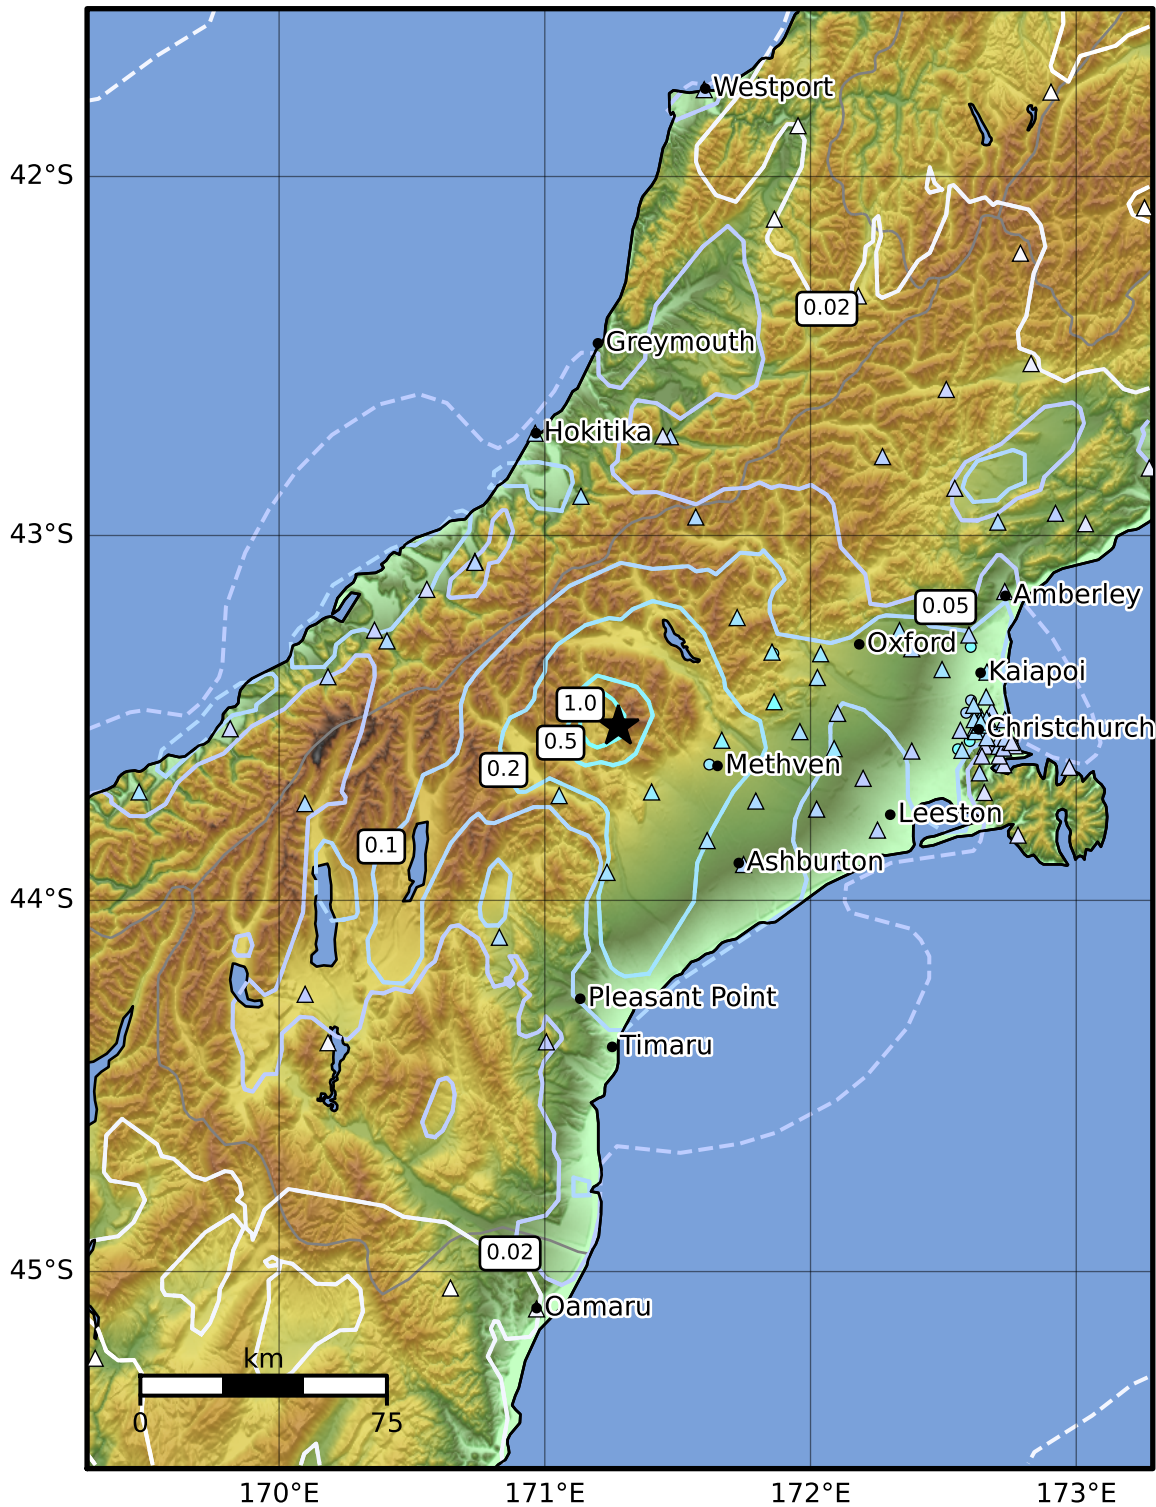 Westport
42°S
0.02
Greymouth
Hokitika
43°S
Amberley
0.05
Oxford
Kaiapoi
1.0
Christchurch
0.5
0.2
Methven
Leeston
0.1
Ashburton
44°S
Pleasant Point
Timaru
0.02
45°S
Oamaru
km
0
75
170°E
171°E
172°E
173°E